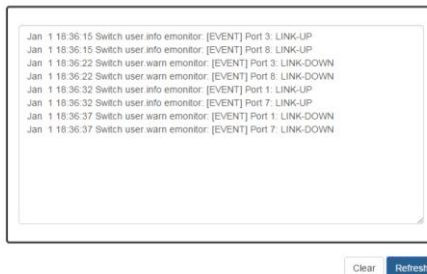 Jan 1 18:36:15 Switch user.info emonitor: [EVENT] Port 3: LINK-UP
Jan 1 18:36:15 Switch user.info emonitor: [EVENT] Port 8: LINK-UP
Jan 1 18:36:22 Switch user.warn emonitor: [EVENT] Port 3: LINK-DOWN
Jan 1 18:36:22 Switch user.warn emonitor: [EVENT] Port 8: LINK-DOWN
Jan 1 18:36:32 Switch user.info emonitor: [EVENT] Port 1: LINK-UP
Jan 1 18:36:32 Switch user.info emonitor: [EVENT] Port 7: LINK-UP
Jan 1 18:36:37 Switch user.warn emonitor: [EVENT] Port 1: LINK-DOWN
Jan 1 18:36:37 Switch user.warn emonitor: [EVENT] Port 7: LINK-DOWN
Clear Refresh